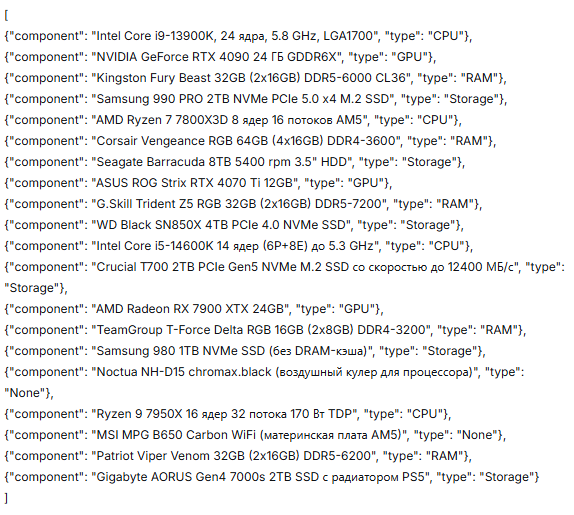 [
{"component": "Intel Core i9-13900K, 24 ядра, 5.8 GHz, LGA1700", "type": "CPU"},
{"component": "NVIDIA GeForce RTX 4090 24 ГБ GDDR6X", "type": "GPU"},
{"component": "Kingston Fury Beast 32GB (2x16GB) DDR5-6000 CL36", "type": "RAM"},
{"component": "Samsung 990 PRO 2TB NVMe PCIe 5.0 x4 M.2 SSD", "type": "Storage"},
{"component": "AMD Ryzen 7 7800X3D 8 ядер 16 потоков AM5", "type": "CPU"},
{"component": "Corsair Vengeance RGB 64GB (4x16GB) DDR4-3600", "type": "RAM"},
{"component": "Seagate Barracuda 8TB 5400 rpm 3.5" HDD", "type": "Storage"},
{"component": "ASUS ROG Strix RTX 4070 Ti 12GB", "type": "GPU"},
{"component": "G.Skill Trident Z5 RGB 32GB (2x16GB) DDR5-7200", "type": "RAM"},
{"component": "WD Black SN850X 4TB PCIe 4.0 NVMe SSD", "type": "Storage"},
{"component": "Intel Core i5-14600K 14 ядер (6P+8E) до 5.3 GHz", "type": "CPU"},
{"component": "Crucial T700 2TB PCIe Gen5 NVMe M.2 SSD со скоростью до 12400 МБ/с", "type":
"Storage"},
{"component": "AMD Radeon RX 7900 XTX 24GB", "type": "GPU"},
{"component": "TeamGroup T-Force Delta RGB 16GB (2x8GB) DDR4-3200", "type": "RAM"},
{"component": "Samsung 980 1TB NVMe SSD (без DRAM-кэша)", "type": "Storage"},
{"component": "Noctua NH-D15 chromax.black (воздушный кулер для процессора)", "type":
"None"},
{"component": "Ryzen 9 7950X 16 ядер 32 потока 170 Вт TDP", "type": "CPU"},
{"component": "MSI MPG B650 Carbon WiFi (материнская плата AM5)", "type": "None"},
{"component": "Patriot Viper Venom 32GB (2x16GB) DDR5-6200", "type": "RAM"},
{"component": "Gigabyte AORUS Gen4 7000s 2TB SSD с радиатором PS5", "type": "Storage"}
]